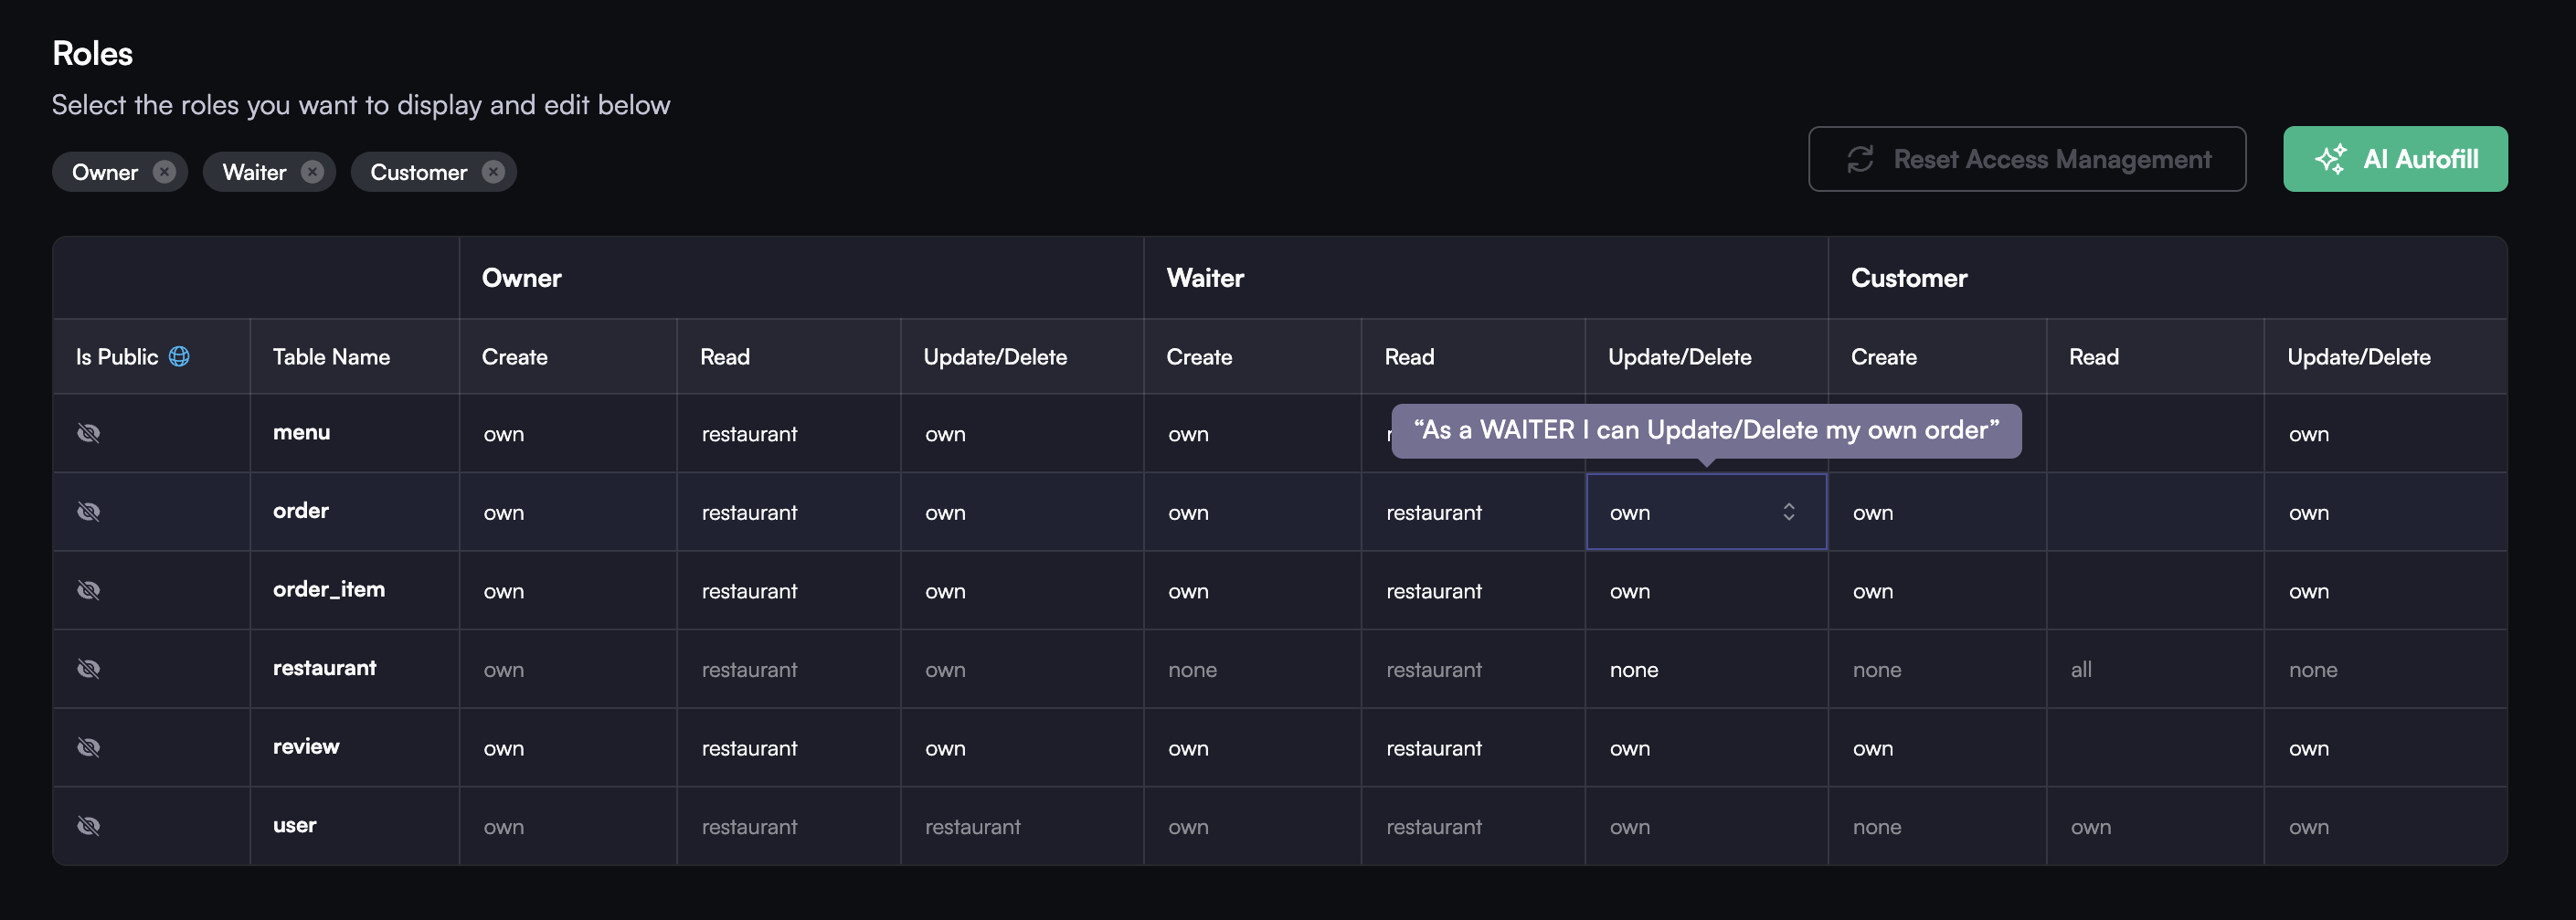 Roles
Select the roles you want to display and edit below
Owner Waiter Customer
Reset Access Management AI Autofill
Owner Waiter Customer
Is Public Table Name Create Read Update/Delete Create Read Update/Delete Create Read Update/Delete
menu own restaurant own own own
“As a WAITER I can Update/Delete my own order”
order own restaurant own own restaurant own own own
order_item own restaurant own own restaurant own own own
restaurant own restaurant own none restaurant none none all none
review own restaurant own own restaurant own own own
user own restaurant restaurant own restaurant own none own own